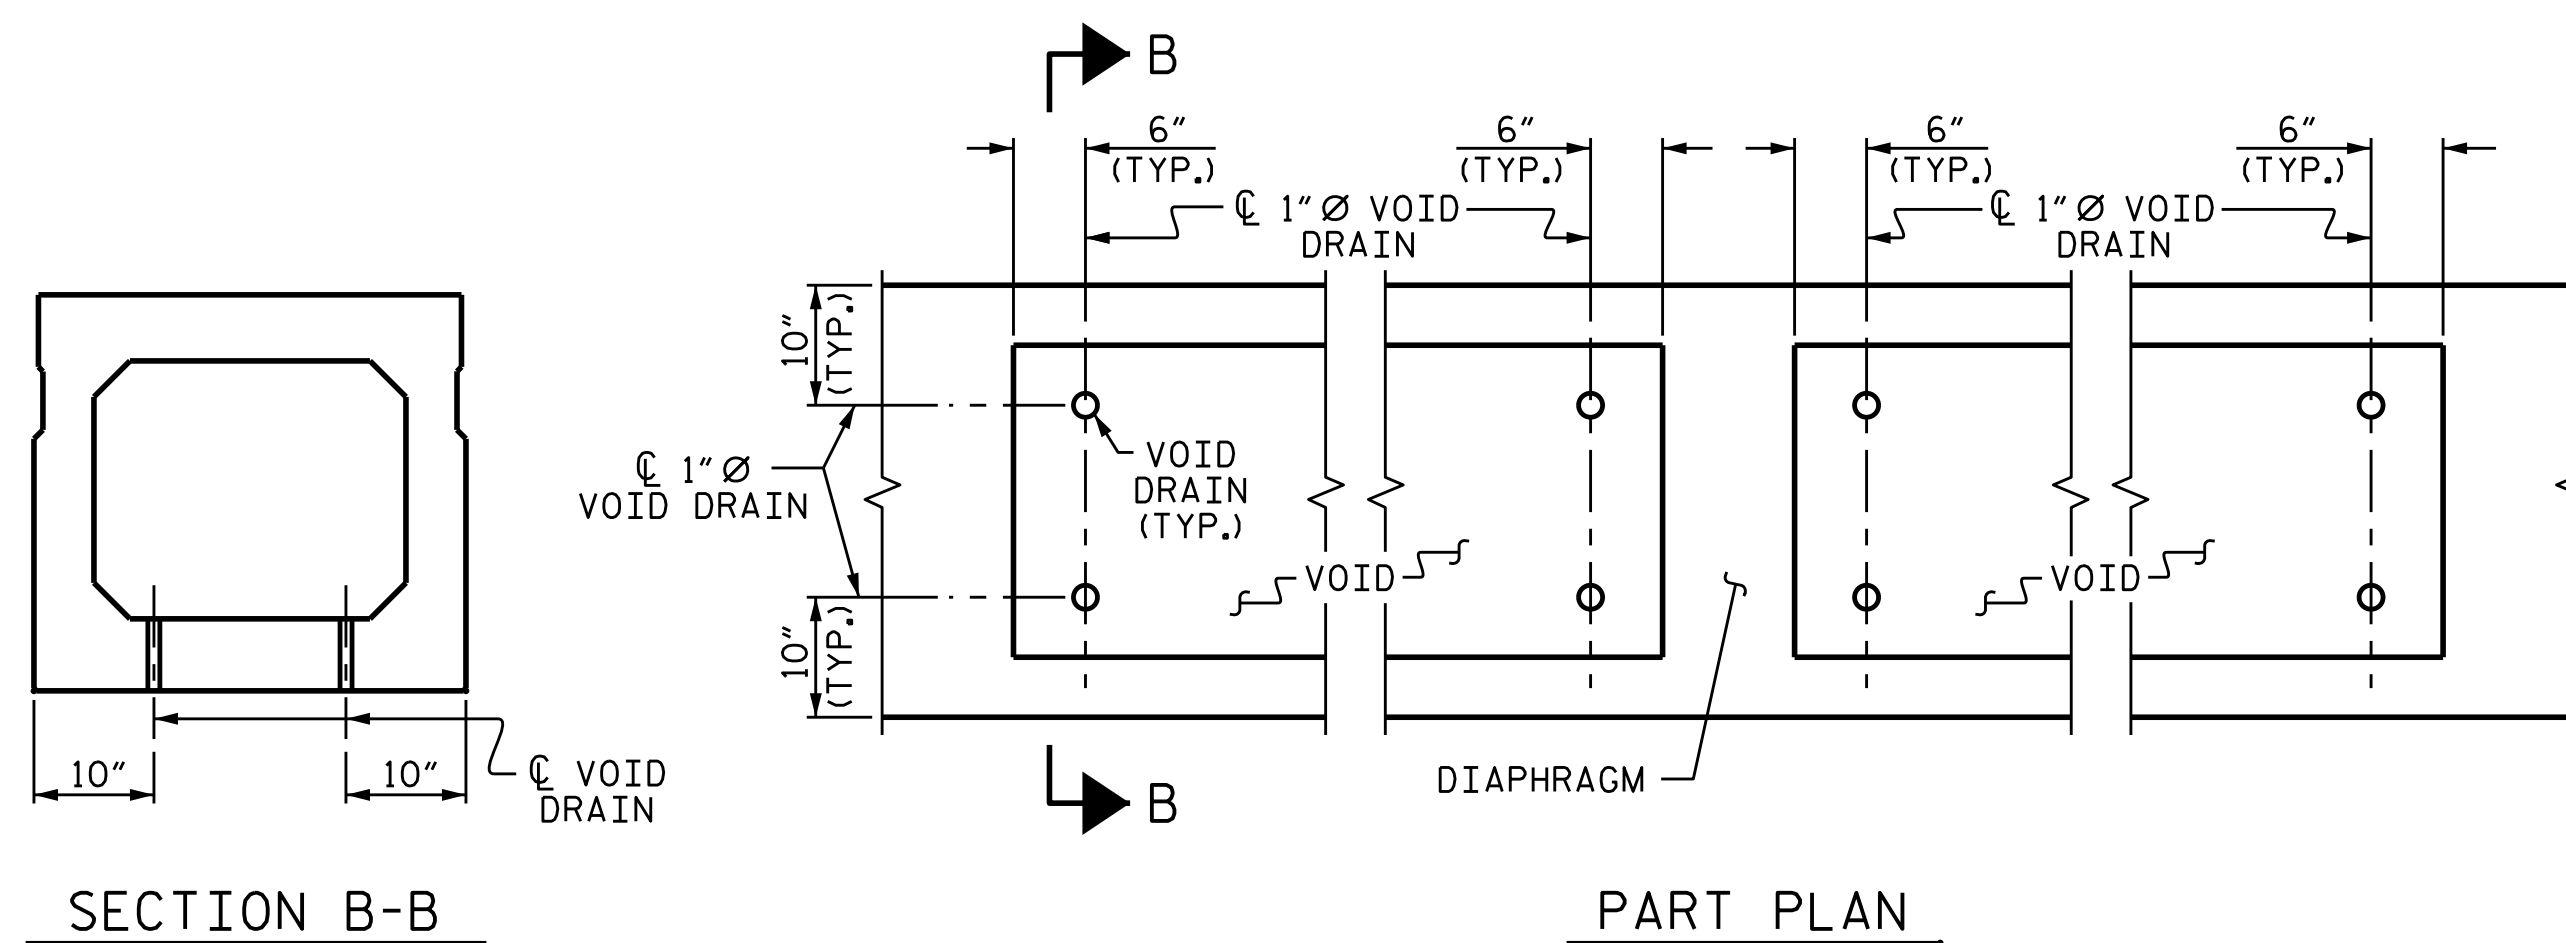 B
6" 6" 6" 6"
(TYP.) (TYP.) (TYP.) (TYP.)
℄ 1"Ø VOID
DRAIN
℄ 1"Ø VOID
DRAIN
10"
(TYP.)
℄ 1"Ø
VOID DRAIN
VOID
DRAIN
(TYP.)
VOID
VOID
10"
(TYP.)
10" 10"
℄ VOID
DRAIN
DIAPHRAGM
B
SECTION B-B
PART PLAN